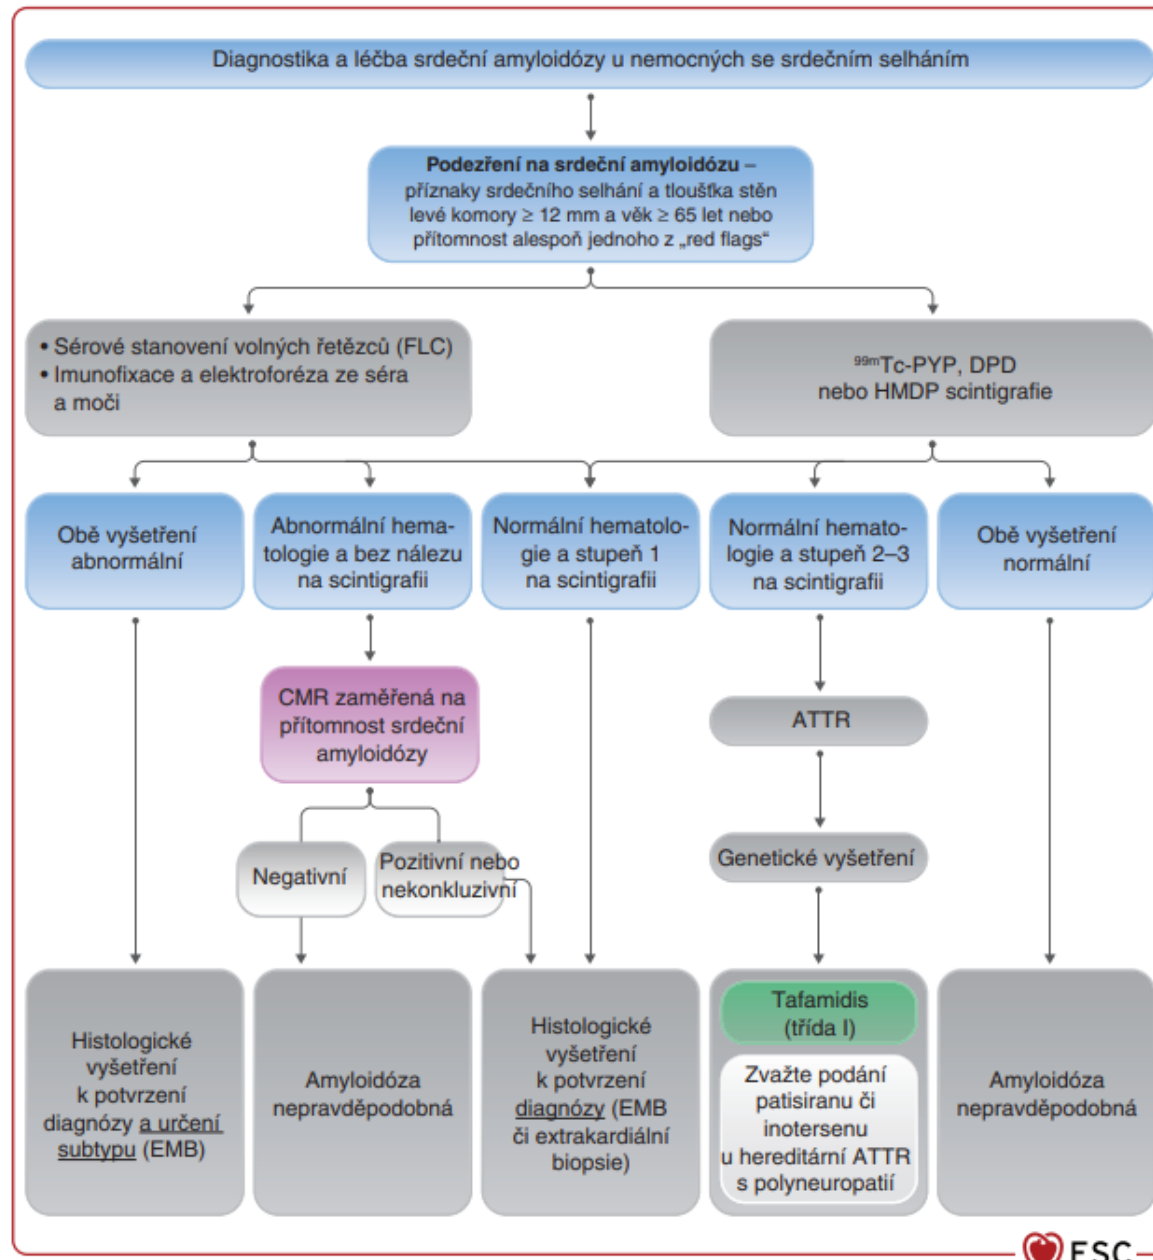 Diagnostika a léčba srdeční amyloidózy u nemocných se srdečním selháním
Podezření na srdeční amyloidózu –
příznaky srdečního selhání a tloušťka stěn
levé komory ≥ 12 mm a věk ≥ 65 let nebo
přítomnost alespoň jednoho z „red flags“
• Sérové stanovení volných řetězců (FLC)
• Imunofixace a elektroforéza ze séra
a moči
99mTc-PYP, DPD
nebo HMDP scintigrafie
Obě vyšetření
abnormální
Abnormální hema-
tologie a bez nálezu
na scintigrafii
Normální hematolo-
gie a stupeň 1
na scintigrafii
Normální hemato-
logie a stupeň 2–3
na scintigrafii
Obě vyšetření
normální
CMR zaměřená na
přítomnost srdeční
amyloidózy
ATTR
Negativní
Pozitivní nebo
nekonkluzivní
Genetické vyšetření
Histologické
vyšetření
k potvrzení
diagnózy a určení
subtypu (EMB)
Amyloidóza
nepravděpodobná
Histologické
vyšetření
k potvrzení
diagnózy (EMB
či extrakardiální
biopsie)
Tafamidis
(třída I)
Zvažte podání
patisiranu či
inotersenu
u hereditární ATTR
s polyneuropatií
Amyloidóza
nepravděpodobná
ESC